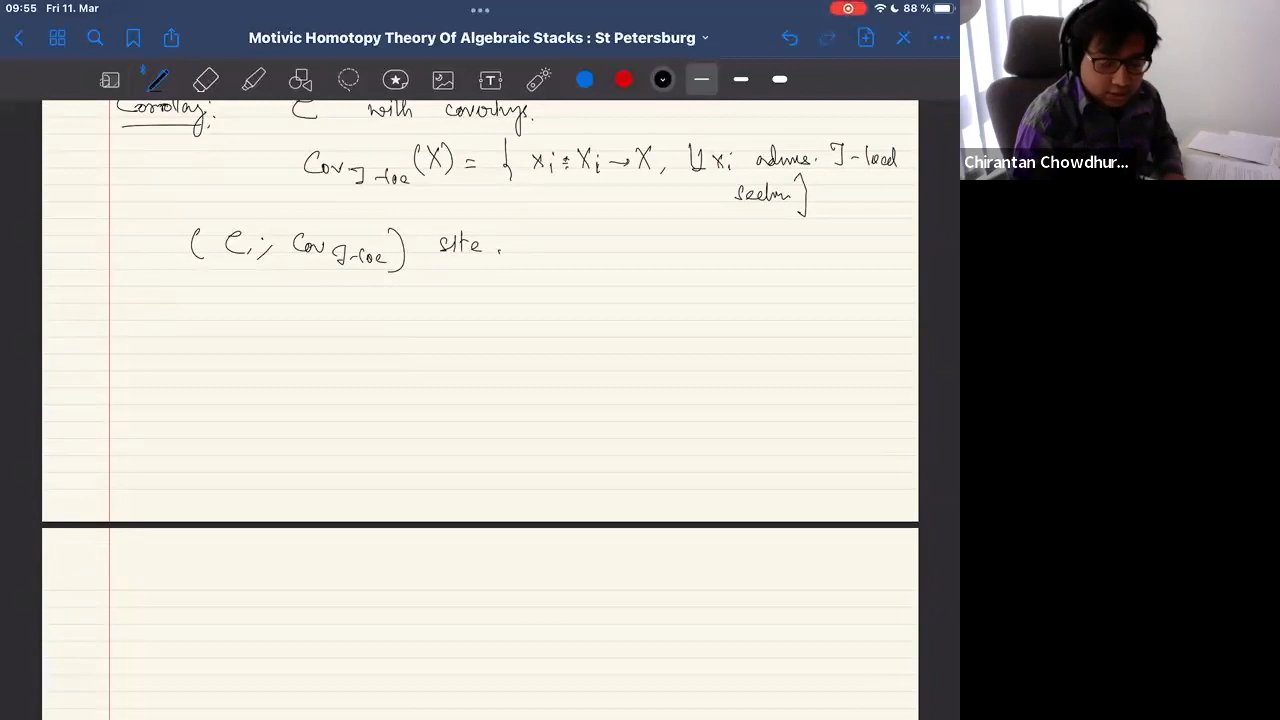 09:55 Fri 11. Mar
88 %
Motivic Homotopy Theory Of Algebraic Stacks : St Petersburg
Corollary: C with coverings.
Cov_{J-loc} (X) = { x_i : X_i → X, ∐ x_i adms. J-local
section }
( C, ; Cov_{J-loc} ) site .
Chirantan Chowdhur...